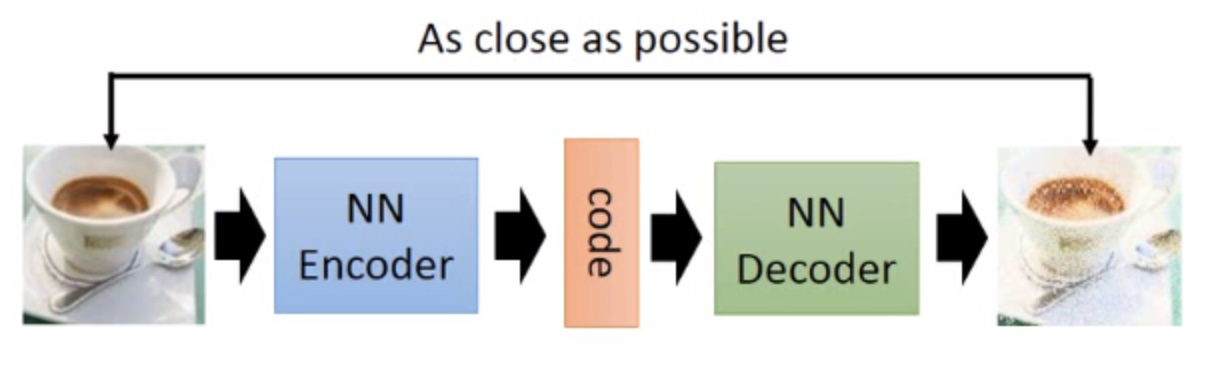 As close as possible
NN
Encoder
code
NN
Decoder